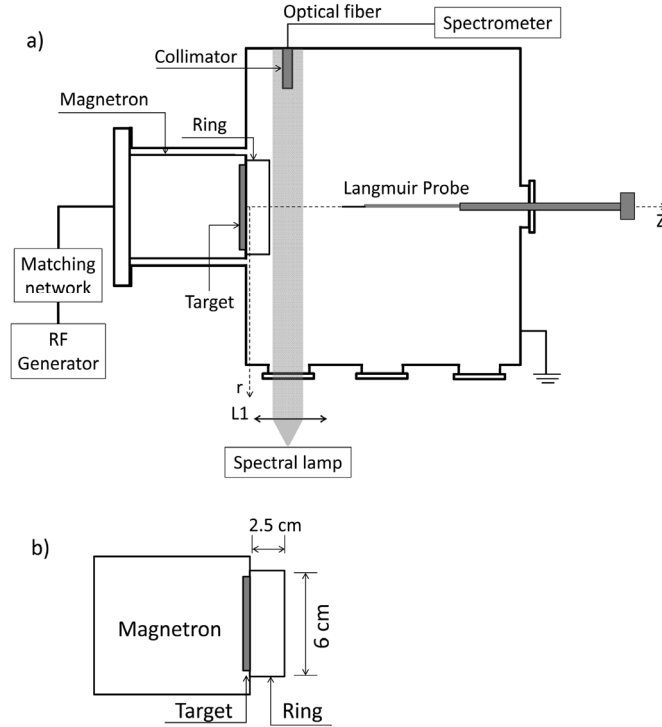 Optical fiber
Spectrometer
a)
Collimator
Magnetron
Ring
Langmuir Probe
Z
Target
Matching
network
RF
Generator
r
L1
Spectral lamp
b)
2.5 cm
Magnetron
6 cm
Target
Ring